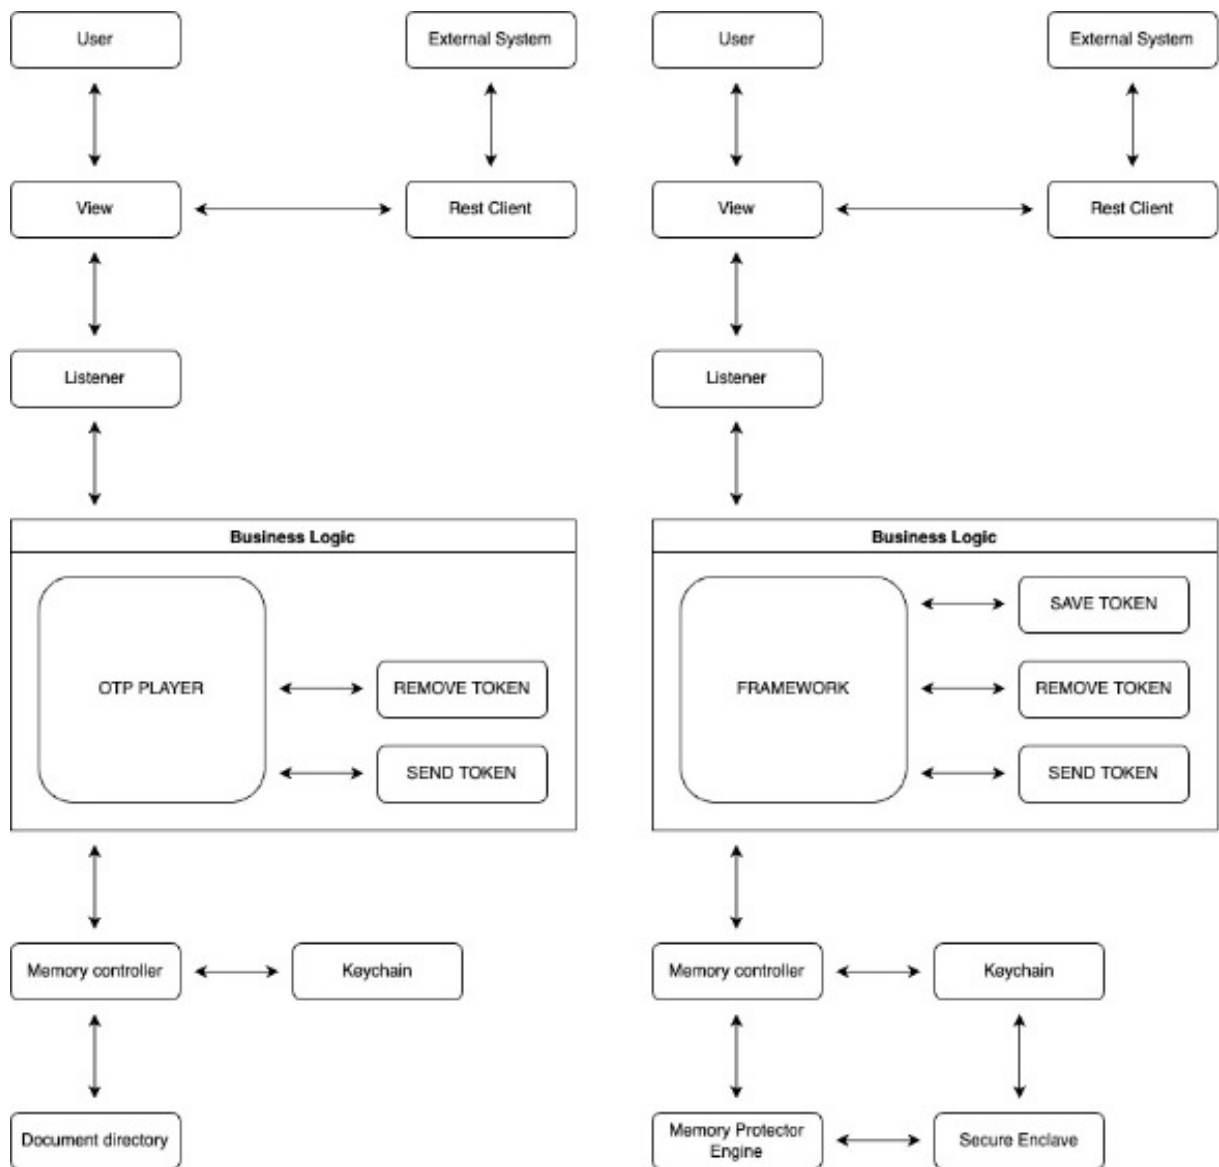 User
External System
View
Rest Client
Listener
Business Logic
OTP PLAYER
REMOVE TOKEN
SEND TOKEN
Memory controller
Keychain
Document directory
User
External System
View
Rest Client
Listener
Business Logic
FRAMEWORK
SAVE TOKEN
REMOVE TOKEN
SEND TOKEN
Memory controller
Keychain
Memory Protector
Engine
Secure Enclave